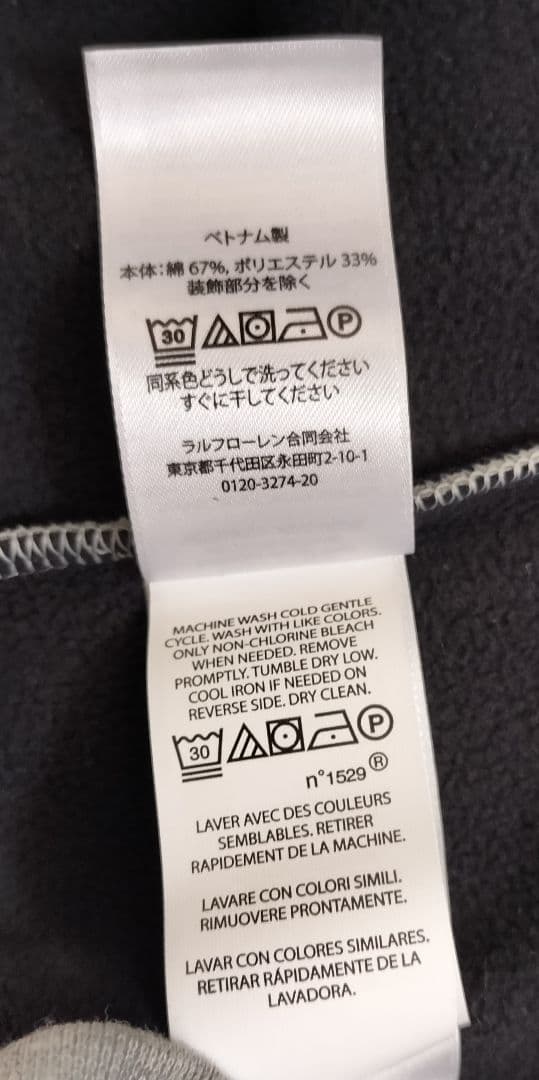 ベトナム製
本体：綿 67%, ポリエステル 33%
装飾部分を除く
30 P
同系色どうしで洗ってください
すぐに干してください
ラルフローレン合同会社
東京都千代田区永田町2-10-1
0120-3274-20
MACHINE WASH COLD GENTLE
CYCLE. WASH WITH LIKE COLORS.
ONLY NON-CHLORINE BLEACH
WHEN NEEDED. REMOVE
PROMPTLY. TUMBLE DRY LOW.
COOL IRON IF NEEDED ON
REVERSE SIDE. DRY CLEAN.
30 P
n°1529 ®
LAVER AVEC DES COULEURS
SEMBLABLES. RETIRER
RAPIDEMENT DE LA MACHINE.
LAVARE CON COLORI SIMILI.
RIMUOVERE PRONTAMENTE.
LAVAR CON COLORES SIMILARES.
RETIRAR RÁPIDAMENTE DE LA
LAVADORA.